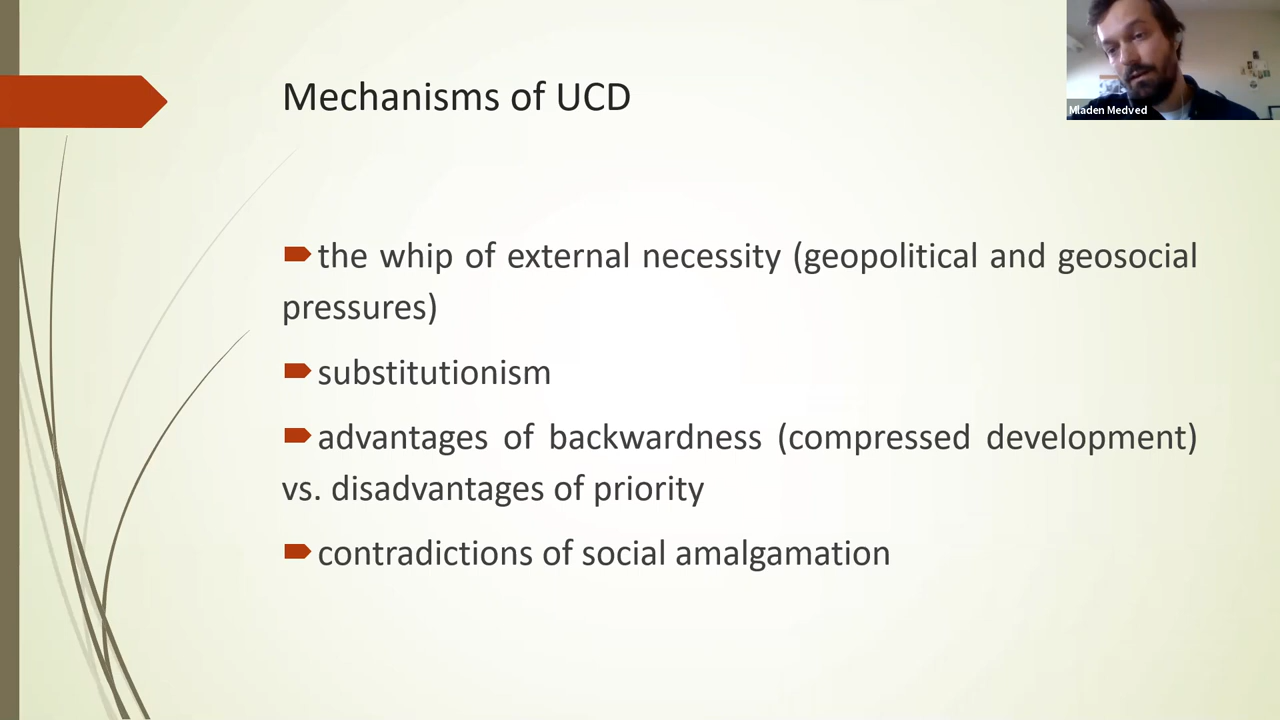 Mechanisms of UCD
Mladen Medved
the whip of external necessity (geopolitical and geosocial
pressures)
substitutionism
advantages of backwardness (compressed development)
vs. disadvantages of priority
contradictions of social amalgamation